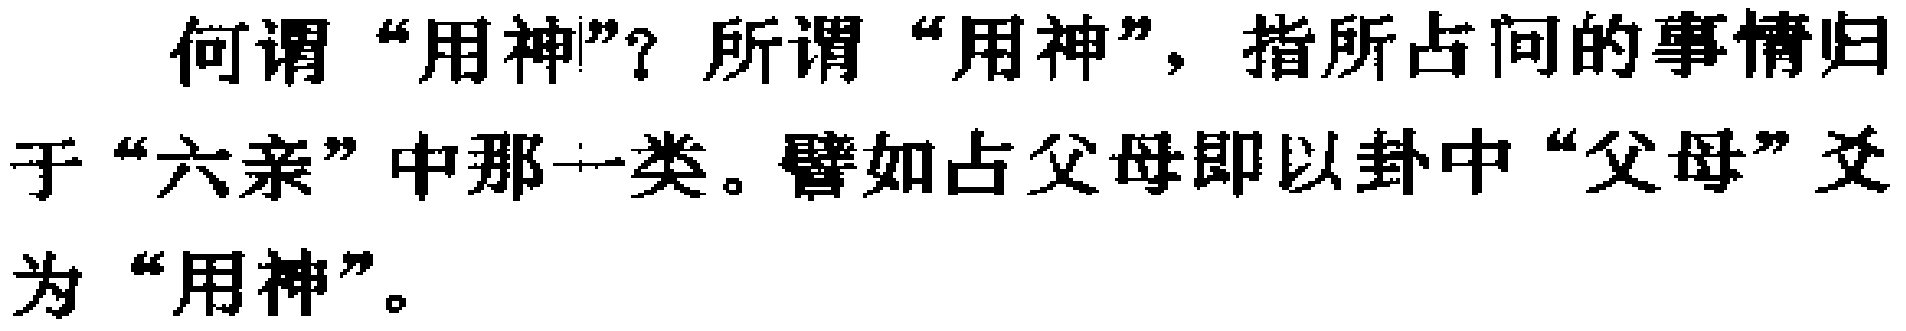 何谓“用神”？所谓“用神”，指所占问的事情归
于“六亲”中那一类。譬如占父母即以卦中“父母”爻
为“用神”。